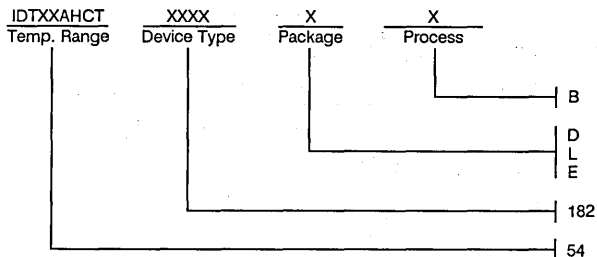 IDTXXAHCT XXXX X X
Temp. Range Device Type Package Process
B
D
L
E
182
54